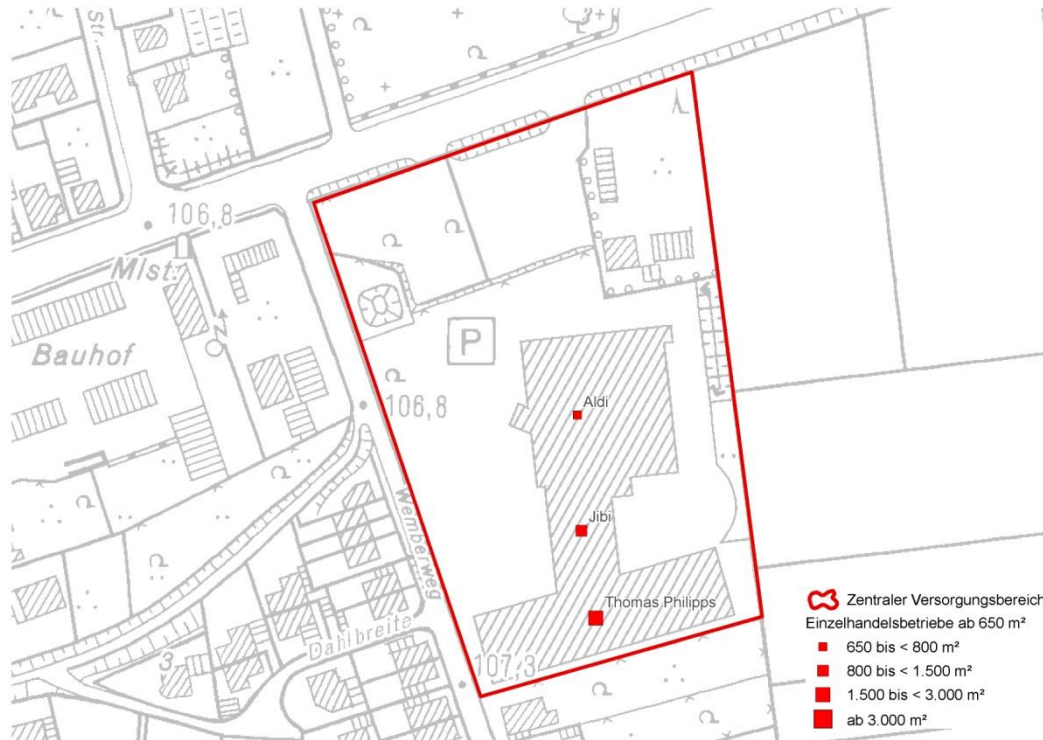 Str.
106,8
Mlst.
Bauhof
P
106,8
Aldi
Jibi
Wemberweg
Thomas Philipps
Dahlbreite
3
107,3
Zentraler Versorgungsbereich
Einzelhandelsbetriebe ab 650 m²
650 bis < 800 m²
800 bis < 1.500 m²
1.500 bis < 3.000 m²
ab 3.000 m²